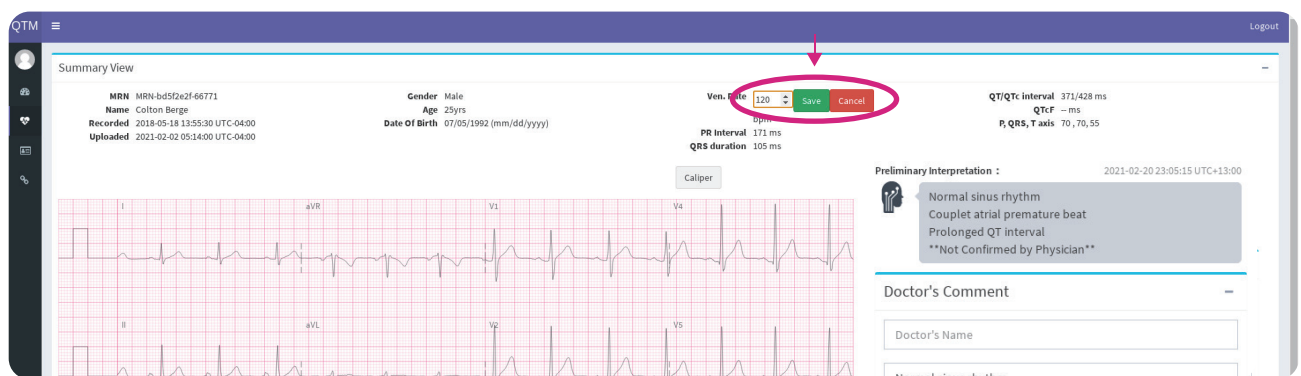 QTM
Logout
Summary View
MRN MRN-bd5f2e2f-66771
Name Colton Berge
Recorded 2018-05-18 13:55:30 UTC-04:00
Uploaded 2021-02-02 05:14:00 UTC-04:00
Gender Male
Age 25yrs
Date Of Birth 07/05/1992 (mm/dd/yyyy)
Ven. Rate 120 Save Cancel
bpm
PR Interval 171 ms
QRS duration 105 ms
QT/QTc interval 371/428 ms
QTcF -- ms
P, QRS, T axis 70 , 70, 55
Caliper
Preliminary Interpretation : 2021-02-20 23:05:15 UTC+13:00
Normal sinus rhythm
Couplet atrial premature beat
Prolonged QT interval
**Not Confirmed by Physician**
Doctor's Comment
Doctor's Name
I aVR V1 V4
II aVL V2 V5